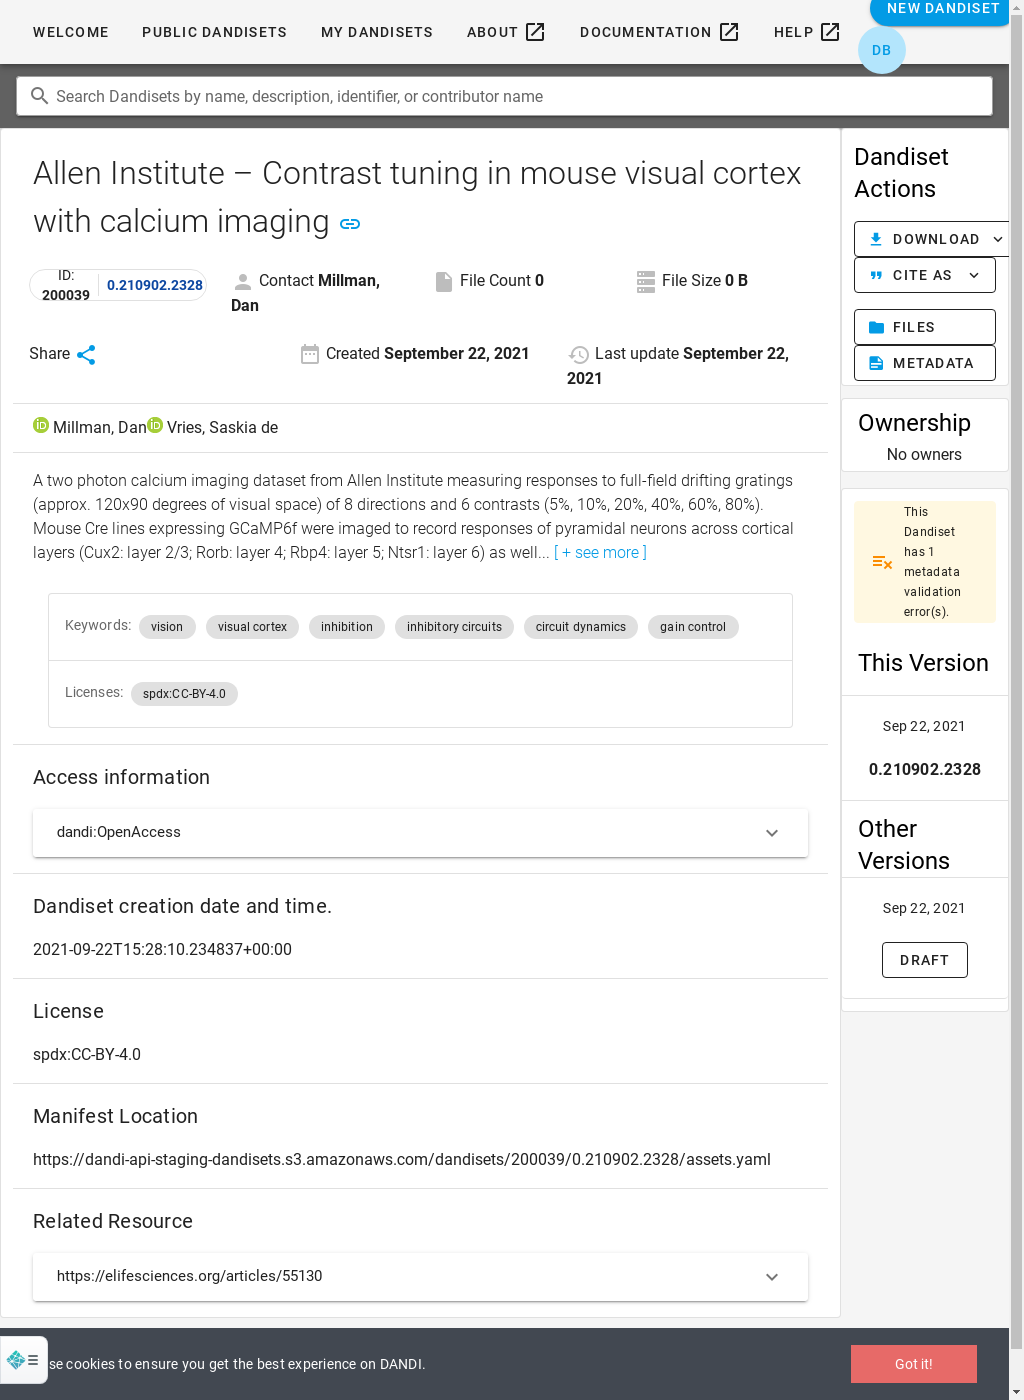 WELCOME PUBLIC DANDISETS MY DANDISETS ABOUT DOCUMENTATION HELP NEW DANDISET
DB
Search Dandisets by name, description, identifier, or contributor name
Allen Institute – Contrast tuning in mouse visual cortex
with calcium imaging
ID:
200039
0.210902.2328
Contact Millman,
Dan
File Count 0
File Size 0 B
Share
Created September 22, 2021
Last update September 22,
2021
Millman, Dan Vries, Saskia de
A two photon calcium imaging dataset from Allen Institute measuring responses to full-field drifting gratings
(approx. 120x90 degrees of visual space) of 8 directions and 6 contrasts (5%, 10%, 20%, 40%, 60%, 80%).
Mouse Cre lines expressing GCaMP6f were imaged to record responses of pyramidal neurons across cortical
layers (Cux2: layer 2/3; Rorb: layer 4; Rbp4: layer 5; Ntsr1: layer 6) as well... [ + see more ]
Keywords: vision visual cortex inhibition inhibitory circuits circuit dynamics gain control
Licenses: spdx:CC-BY-4.0
Access information
dandi:OpenAccess
Dandiset creation date and time.
2021-09-22T15:28:10.234837+00:00
License
spdx:CC-BY-4.0
Manifest Location
https://dandi-api-staging-dandisets.s3.amazonaws.com/dandisets/200039/0.210902.2328/assets.yaml
Related Resource
https://elifesciences.org/articles/55130
Dandiset
Actions
DOWNLOAD
CITE AS
FILES
METADATA
Ownership
No owners
This
Dandiset
has 1
metadata
validation
error(s).
This Version
Sep 22, 2021
0.210902.2328
Other
Versions
Sep 22, 2021
DRAFT
se cookies to ensure you get the best experience on DANDI.
Got it!